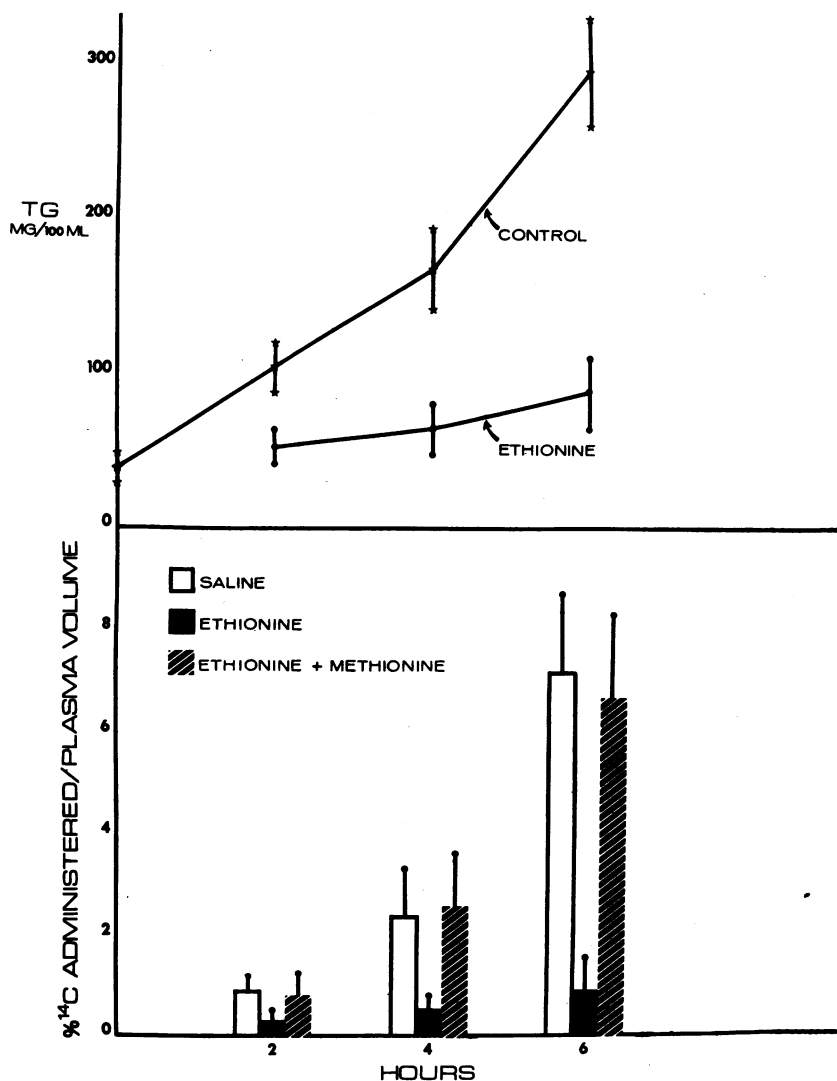 300
TG
MG/100 ML
200
CONTROL
100
ETHIONINE
0
%¹⁴C ADMINISTERED/PLASMA VOLUME
SALINE
ETHIONINE
ETHIONINE + METHIONINE
8
6
4
2
0
2
4
6
HOURS